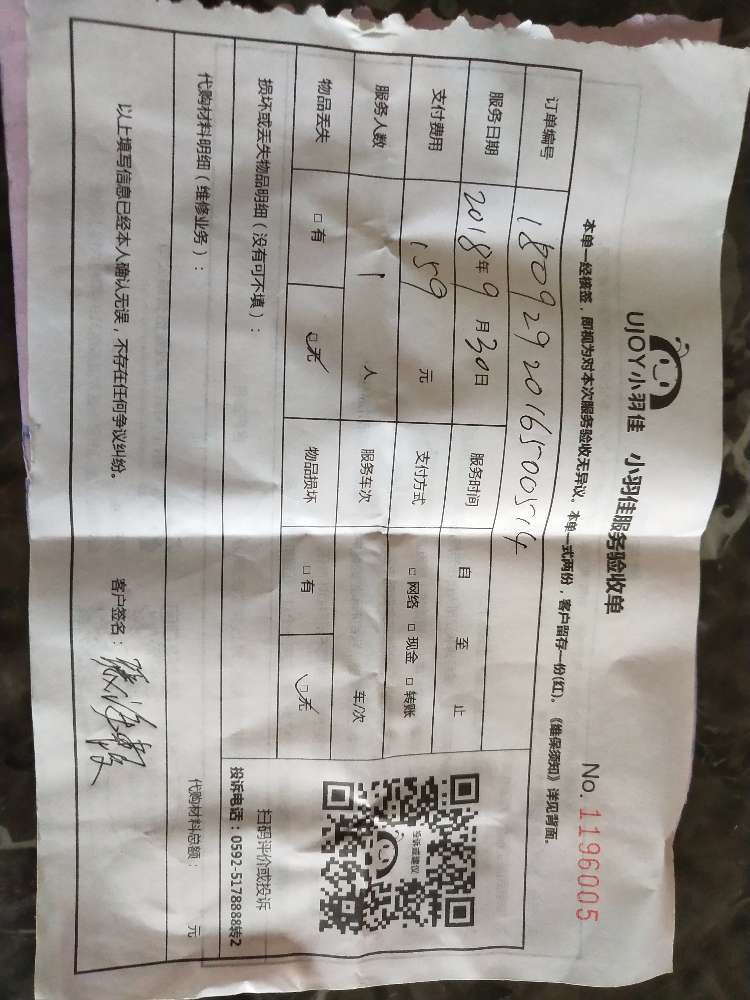 UJOY小羽佳 小羽佳服务验收单
No. 1196005
本单一经核签，即视为对本次服务验收无异议、本单一式两份，客户留存一份(红)。《维保须知》详见背面。
订单编号 1809292016500514
服务日期 2018年9月30日 服务时间 自 至 止
支付费用 159 元 支付方式 □网络 □现金 □转账
服务人数 1 人 服务车次 车/次
物品丢失 □有 □无 物品损坏 □有 □无
损坏或丢失物品明细（没有可不填）：
投诉或建议
扫码评价或投诉
投诉电话：0592-5178888转2
代购材料明细（维修业务）：
代购材料总额： 元
以上填写信息已经本人确认无误，不存在任何争议纠纷。 客户签名：